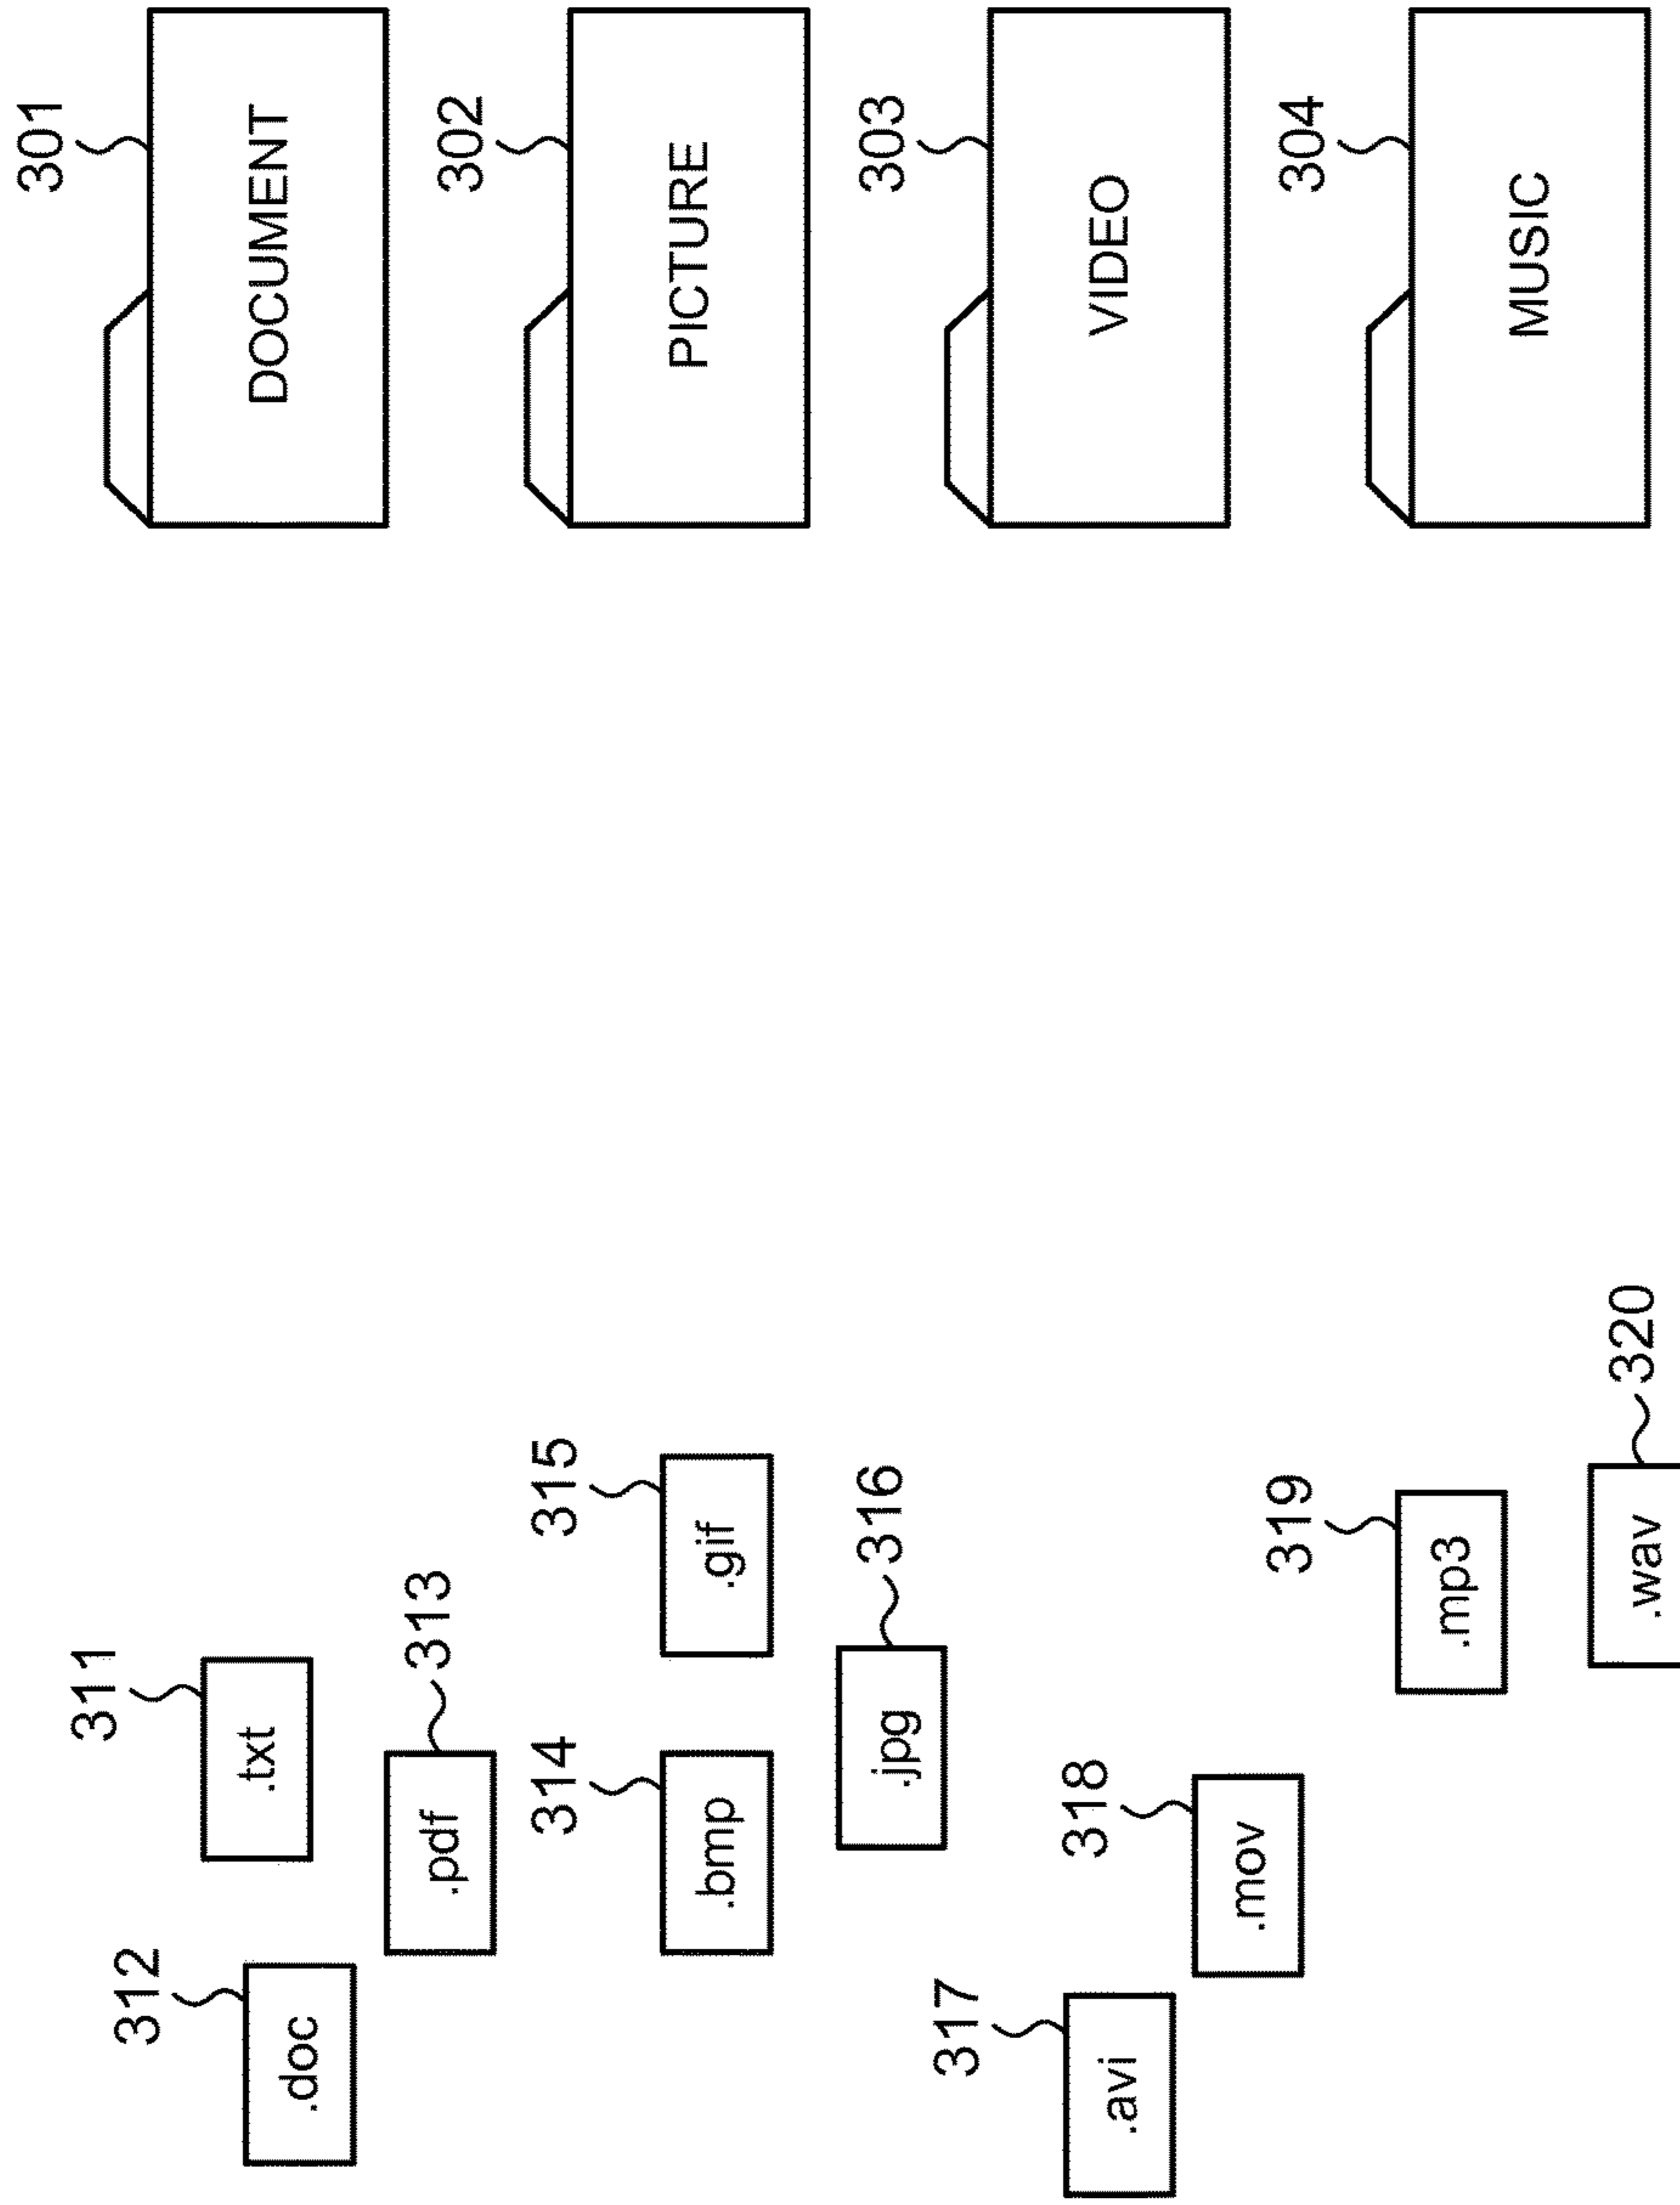 301
DOCUMENT
302
PICTURE
303
VIDEO
304
MUSIC
311
.txt
312
.doc
313
.pdf
314
.bmp
315
.gif
316
.jpg
317
.avi
318
.mov
319
.mp3
320
.wav